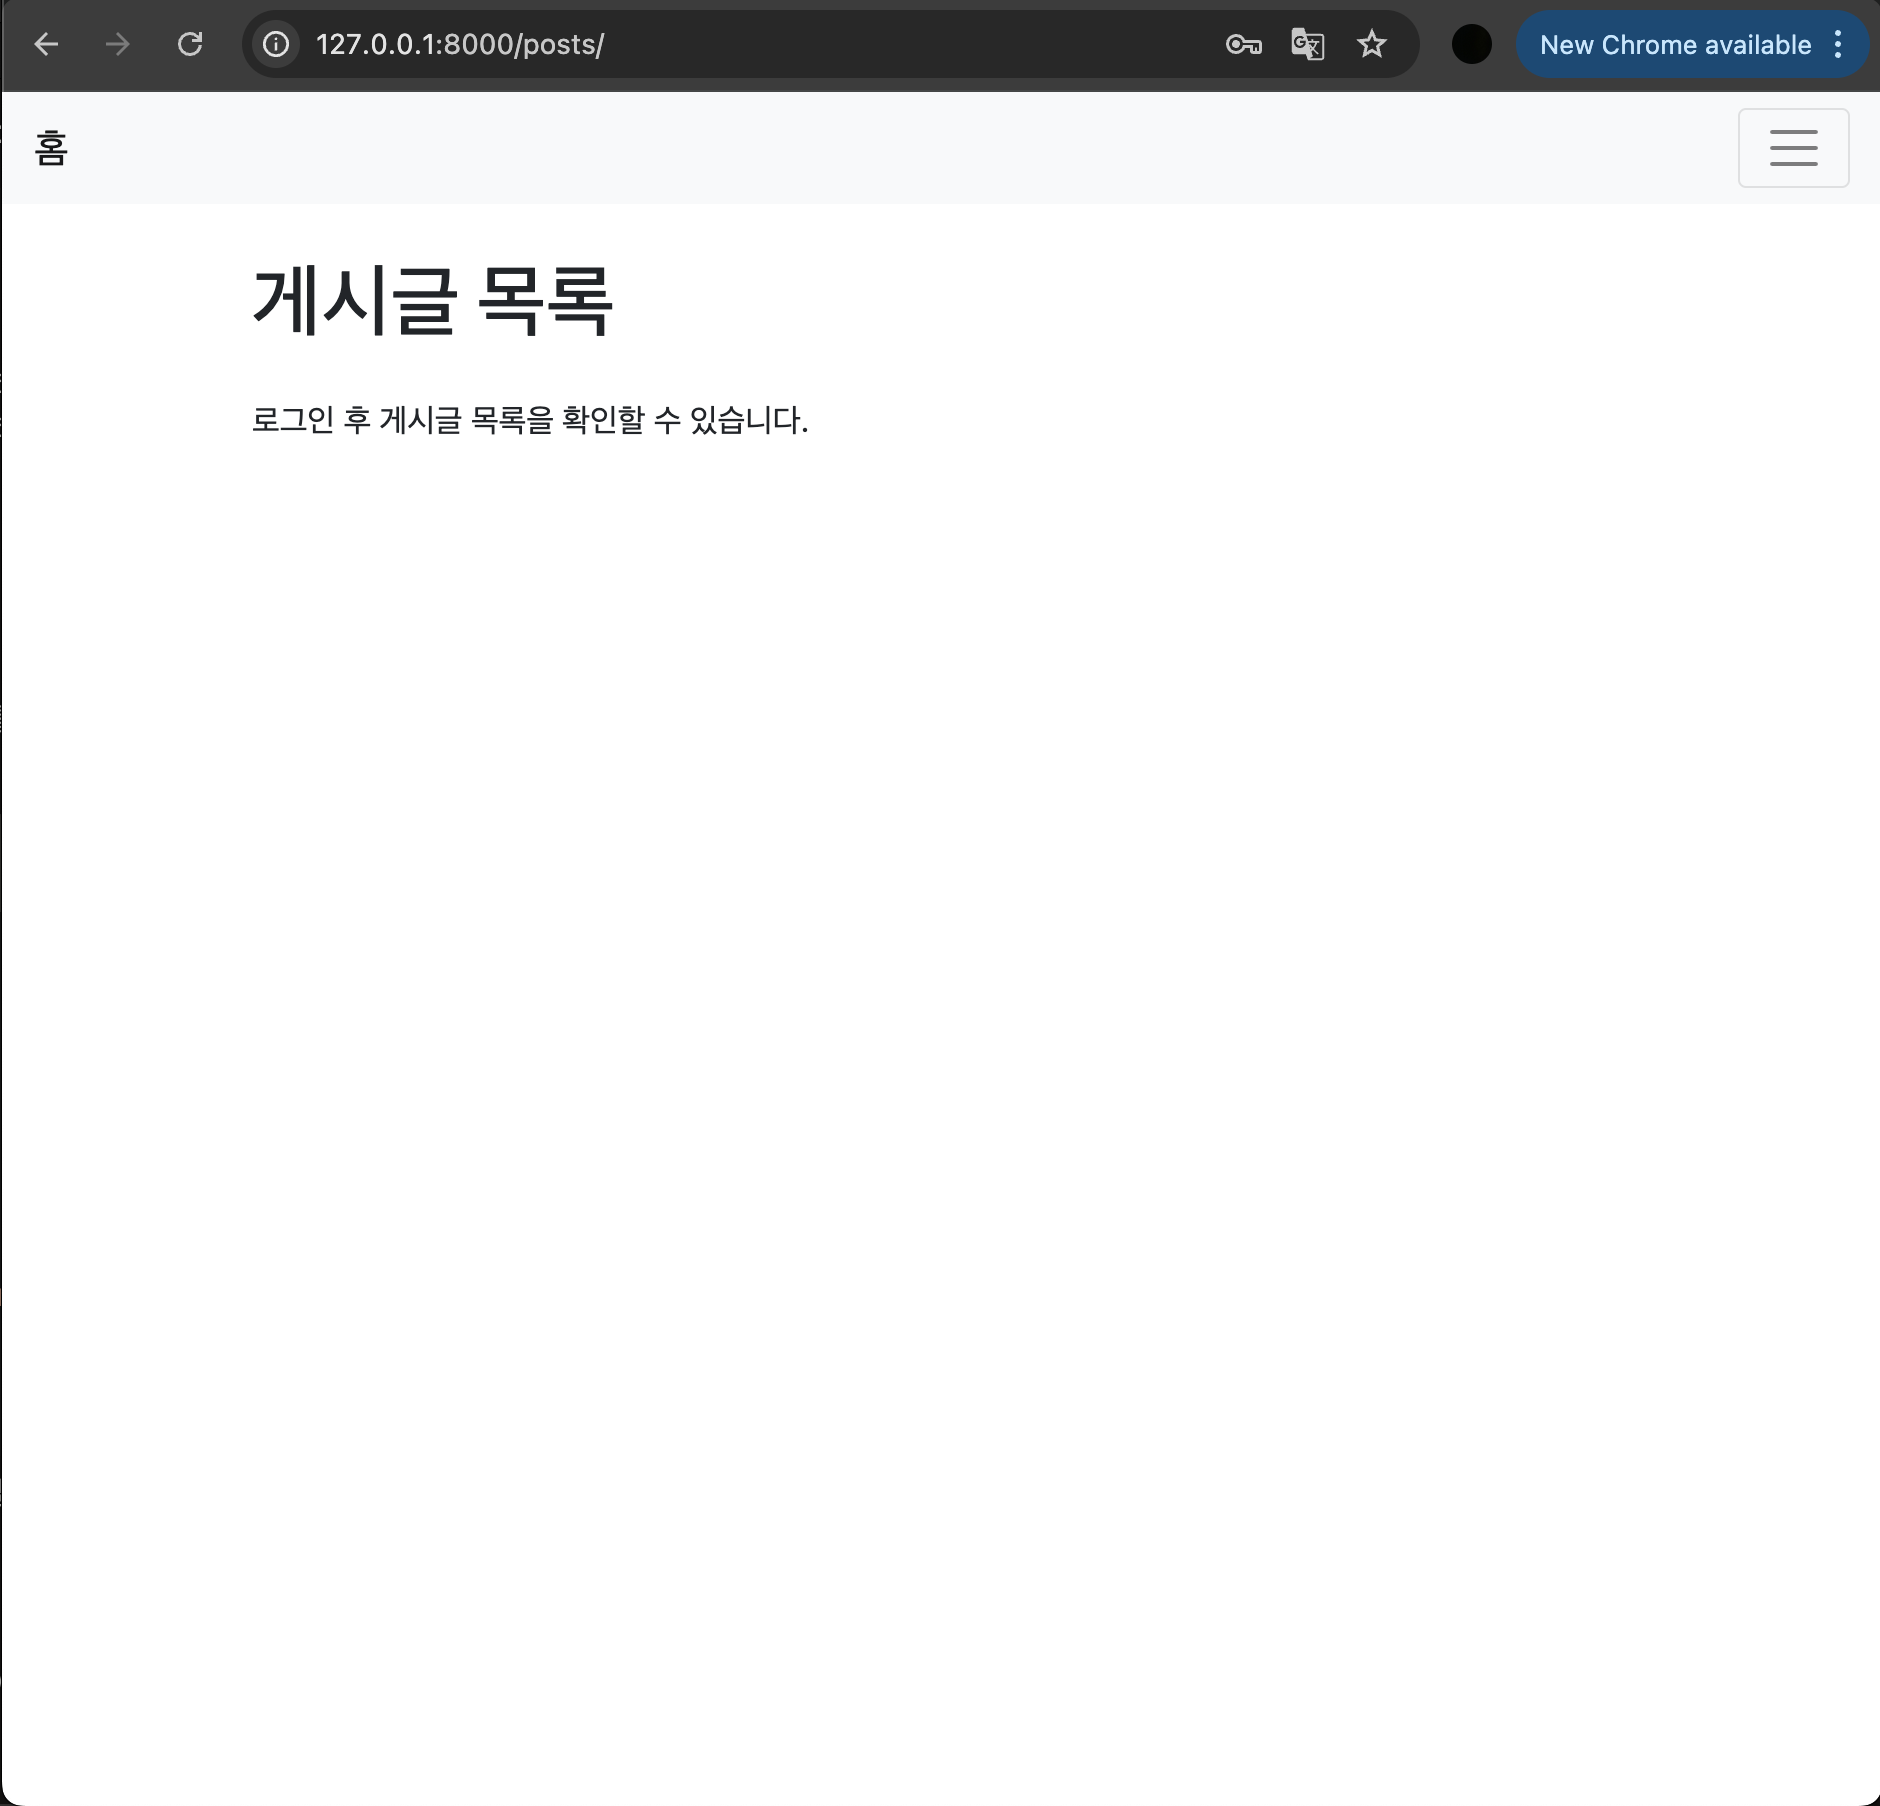 127.0.0.1:8000/posts/
New Chrome available
홈
게시글 목록
로그인 후 게시글 목록을 확인할 수 있습니다.